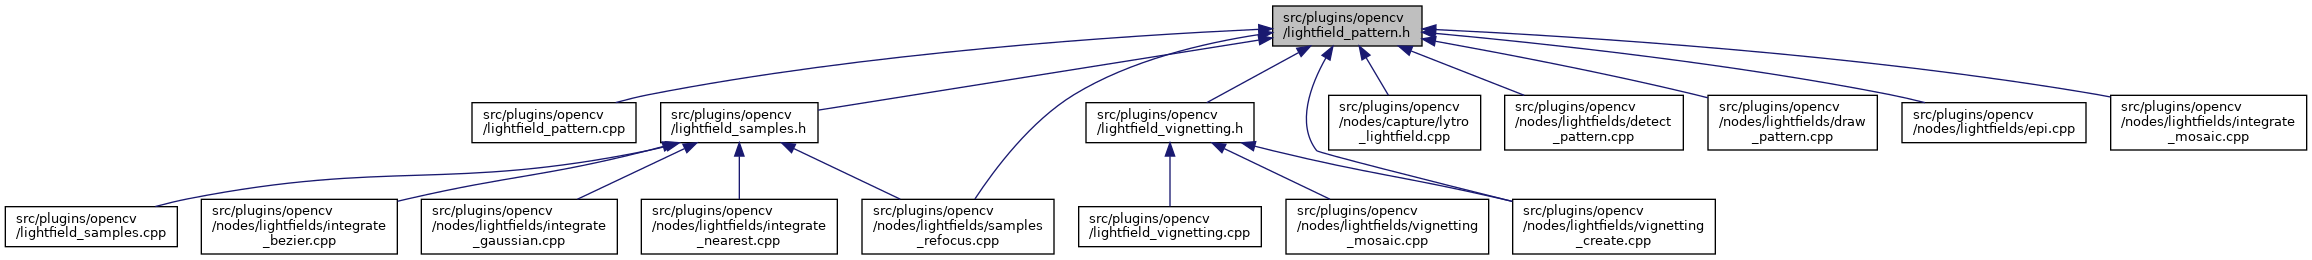 src/plugins/opencv
/lightfield_pattern.h
src/plugins/opencv
/lightfield_pattern.cpp
src/plugins/opencv
/lightfield_samples.h
src/plugins/opencv
/lightfield_vignetting.h
src/plugins/opencv
/nodes/capture/lytro
_lightfield.cpp
src/plugins/opencv
/nodes/lightfields/detect
_pattern.cpp
src/plugins/opencv
/nodes/lightfields/draw
_pattern.cpp
src/plugins/opencv
/nodes/lightfields/epi.cpp
src/plugins/opencv
/nodes/lightfields/integrate
_mosaic.cpp
src/plugins/opencv
/lightfield_samples.cpp
src/plugins/opencv
/nodes/lightfields/integrate
_bezier.cpp
src/plugins/opencv
/nodes/lightfields/integrate
_gaussian.cpp
src/plugins/opencv
/nodes/lightfields/integrate
_nearest.cpp
src/plugins/opencv
/nodes/lightfields/samples
_refocus.cpp
src/plugins/opencv
/lightfield_vignetting.cpp
src/plugins/opencv
/nodes/lightfields/vignetting
_mosaic.cpp
src/plugins/opencv
/nodes/lightfields/vignetting
_create.cpp